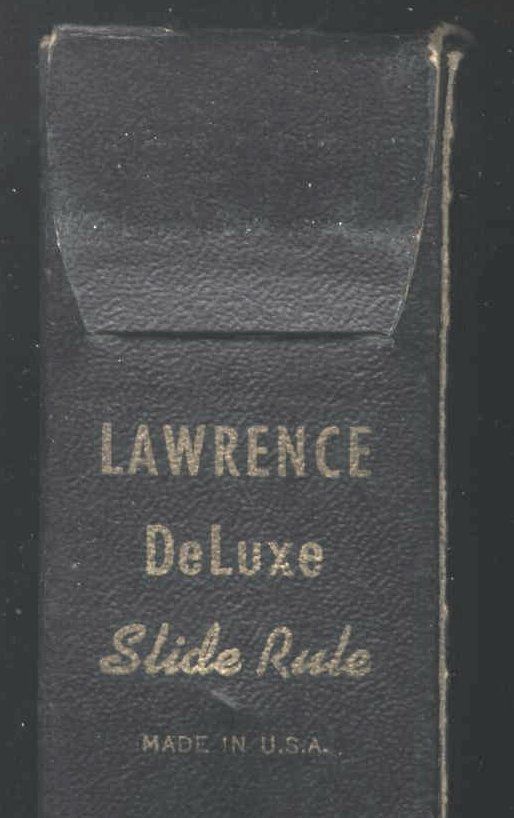 LAWRENCE
DeLuxe
Slide Rule
MADE IN U.S.A.